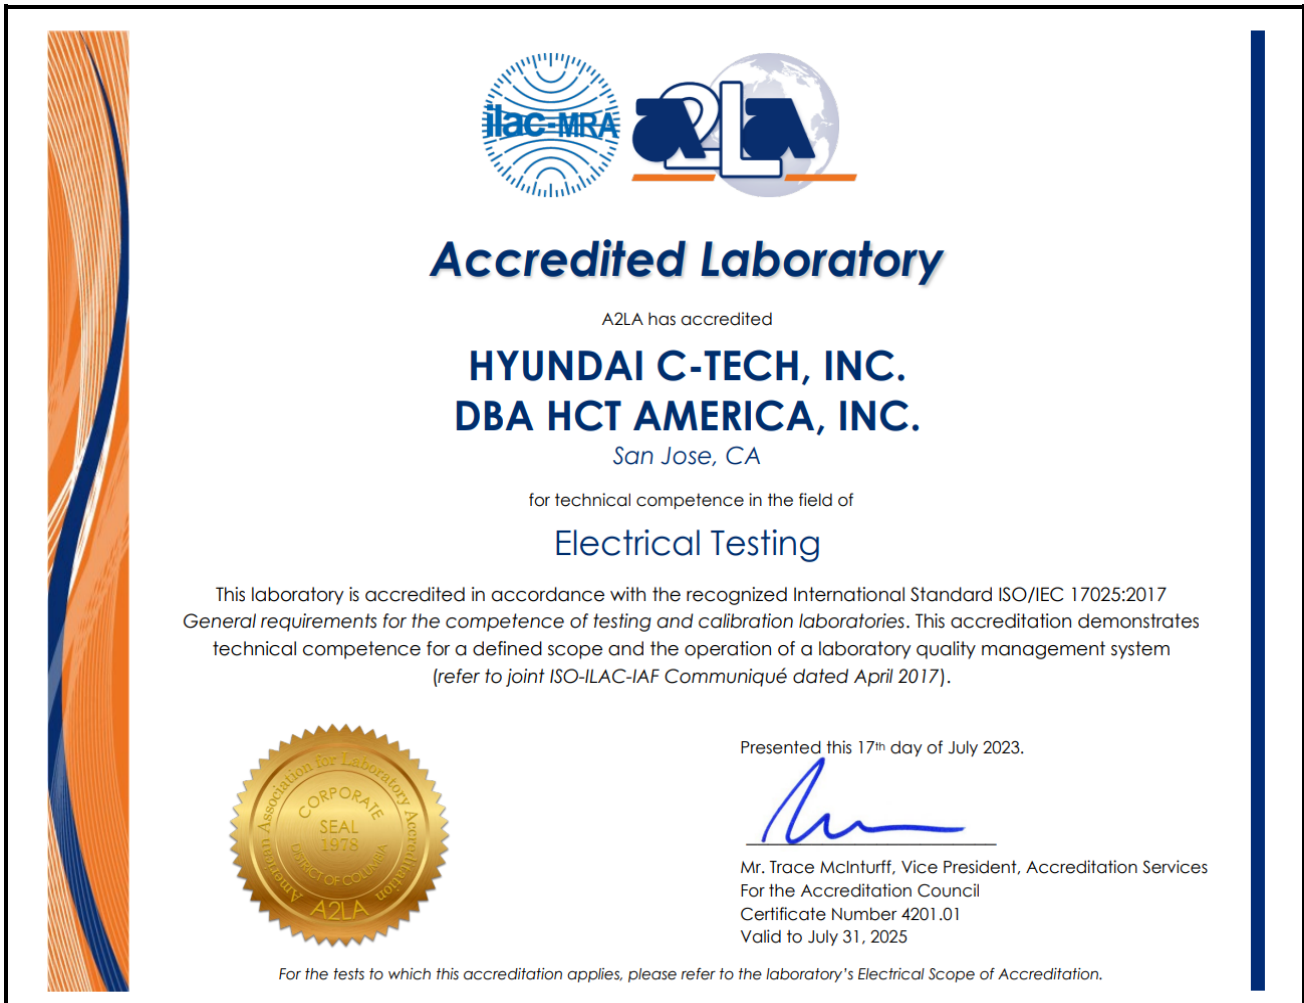 ilac-MRA
A2LA
Accredited Laboratory
A2LA has accredited
HYUNDAI C-TECH, INC.
DBA HCT AMERICA, INC.
San Jose, CA
for technical competence in the field of
Electrical Testing
This laboratory is accredited in accordance with the recognized International Standard ISO/IEC 17025:2017
General requirements for the competence of testing and calibration laboratories. This accreditation demonstrates
technical competence for a defined scope and the operation of a laboratory quality management system
(refer to joint ISO-ILAC-IAF Communiqué dated April 2017).
American Association for Laboratory Accreditation
CORPORATE
SEAL
1978
DISTRICT OF COLUMBIA
A2LA
Presented this 17th day of July 2023.
Mr. Trace McInturff, Vice President, Accreditation Services
For the Accreditation Council
Certificate Number 4201.01
Valid to July 31, 2025
For the tests to which this accreditation applies, please refer to the laboratory's Electrical Scope of Accreditation.